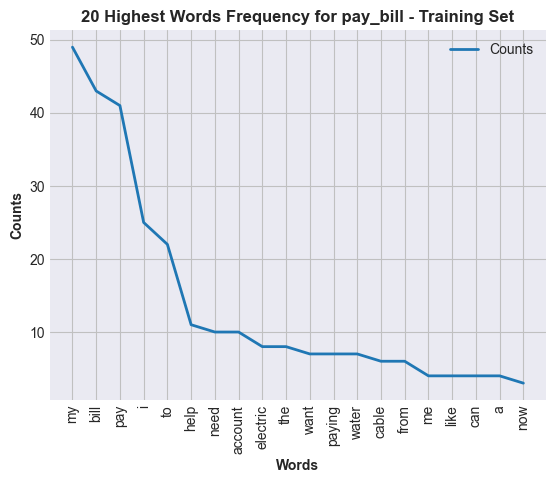 20 Highest Words Frequency for pay_bill - Training Set
Counts
50
40
30
20
10
Counts
my
bill
pay
i
to
help
need
account
electric
the
want
paying
water
cable
from
me
like
can
a
now
Words